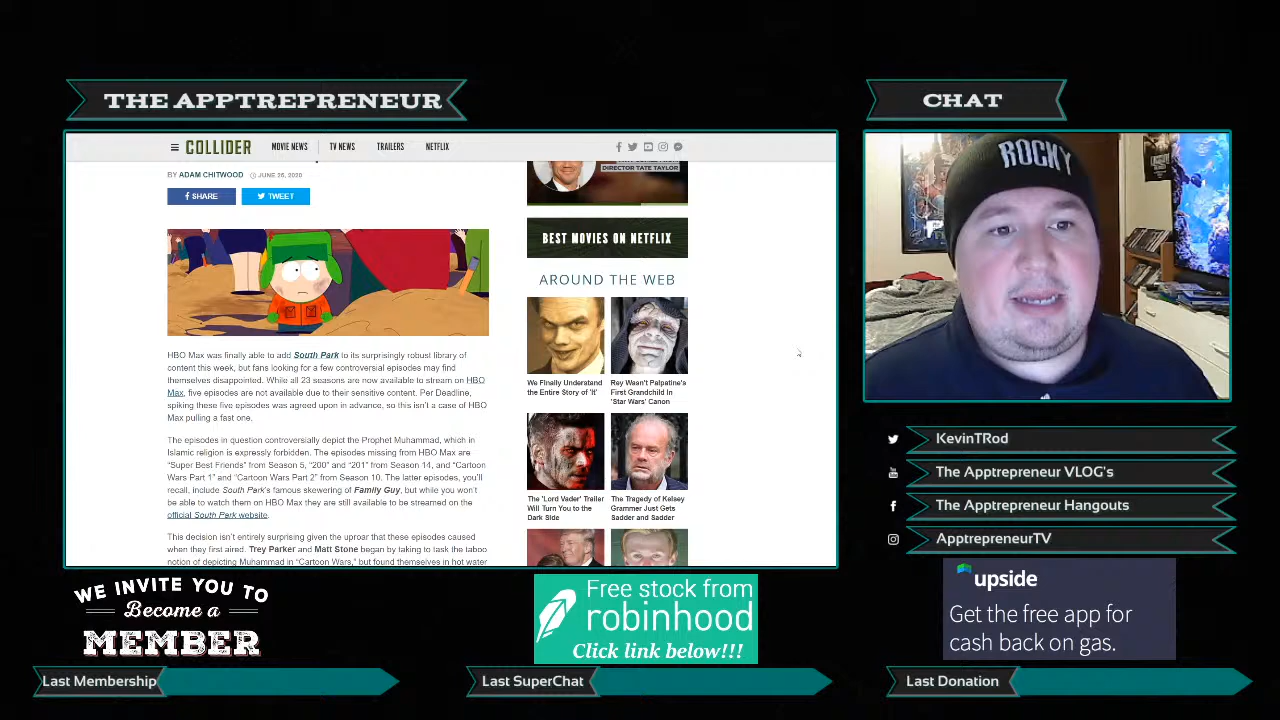 THE APPTREPRENEUR
CHAT
COLLIDER
MOVIE NEWS
TV NEWS
TRAILERS
NETFLIX
BY ADAM CHITWOOD
JUNE 26, 2020
SHARE
TWEET
DIRECTOR TATE TAYLOR
BEST MOVIES ON NETFLIX
AROUND THE WEB
HBO Max was finally able to add South Park to its surprisingly robust library of
content this week, but fans looking for a few controversial episodes may find
themselves disappointed. While all 23 seasons are now available to stream on HBO
Max, five episodes are not available due to their sensitive content. Per Deadline,
spiking these five episodes was agreed upon in advance, so this isn't a case of HBO
Max pulling a fast one.
The episodes in question controversially depict the Prophet Muhammad, which in
Islamic religion is expressly forbidden. The episodes missing from HBO Max are
"Super Best Friends" from Season 5, "200" and "201" from Season 14, and "Cartoon
Wars Part 1" and "Cartoon Wars Part 2" from Season 10. The latter episodes, you'll
recall, include South Park's famous skewering of Family Guy, but while you won't
be able to watch them on HBO Max they are still available to be streamed on the
official South Park website.
This decision isn't entirely surprising given the uproar that these episodes caused
when they first aired. Trey Parker and Matt Stone began by taking to task the taboo
notion of depicting Muhammad in "Cartoon Wars," but found themselves in hot water
We Finally Understand
the Entire Story of 'It'
Rey Wasn't Palpatine's
First Grandchild In
'Star Wars' Canon
The 'Lord Vader' Trailer
Will Turn You to the
Dark Side
The Tragedy of Kelsey
Grammer Just Gets
Sadder and Sadder
ROCKY
KevinTRod
The Apptrepreneur VLOG's
The Apptrepreneur Hangouts
ApptrepreneurTV
WE INVITE YOU TO
Become a
MEMBER
Free stock from
robinhood
Click link below!!!
upside
Get the free app for
cash back on gas.
Last Membership
Last SuperChat
Last Donation